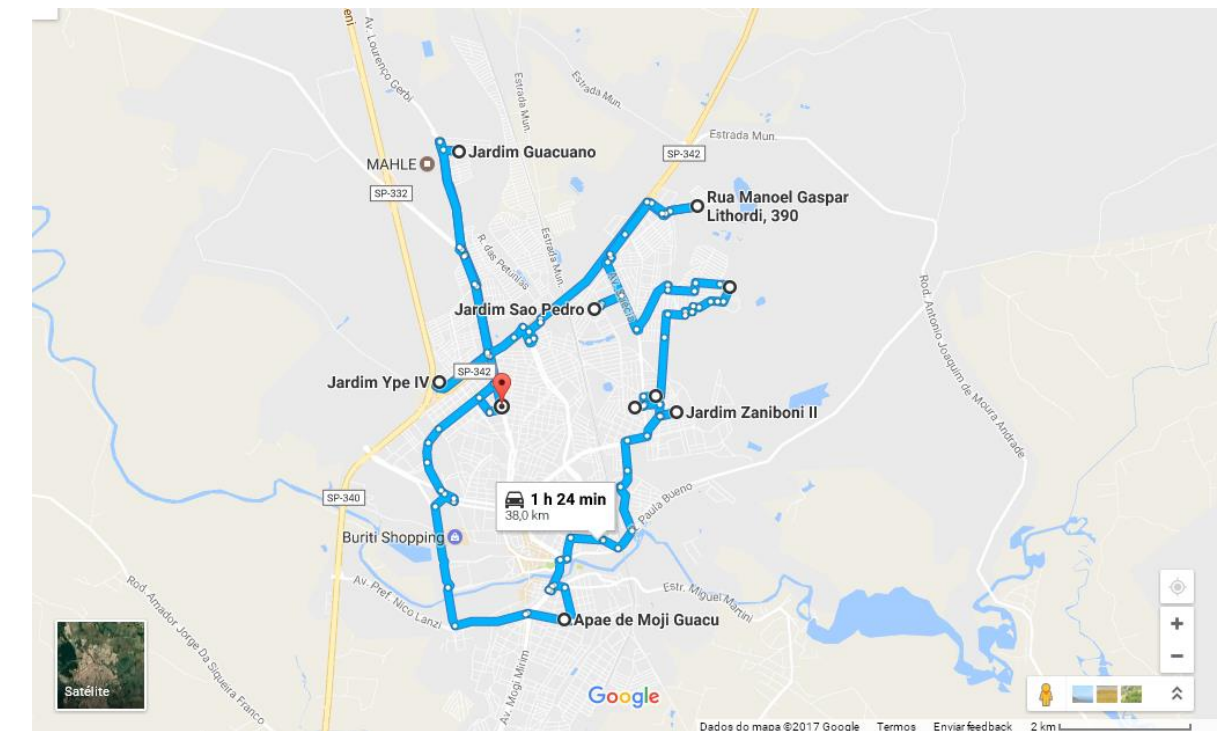 eni
Av. Lourenço Gerbi
Estrada Mun.
Estrada Mun.
Estrada Mun.
Jardim Guacuano
SP-342
MAHLE
SP-332
Rua Manoel Gaspar
Lithordi, 390
R. das Petunias
Estrada Mun.
Jardim Sao Pedro
Rod. Antonio Joaquim de Moura Andrade
SP-342
Jardim Ype IV
Jardim Zaniboni II
SP-340
1 h 24 min
38,0 km
Paula Bueno
Buriti Shopping
Av. Pref. Nico Lanzi
Estr. Miguel Martini
Rod. Amador Jorge Da Siqueira Franco
Apae de Moji Guacu
Av. Mogi Mirim
Satélite
Google
Dados do mapa ©2017 Google Termos Enviar feedback 2 km